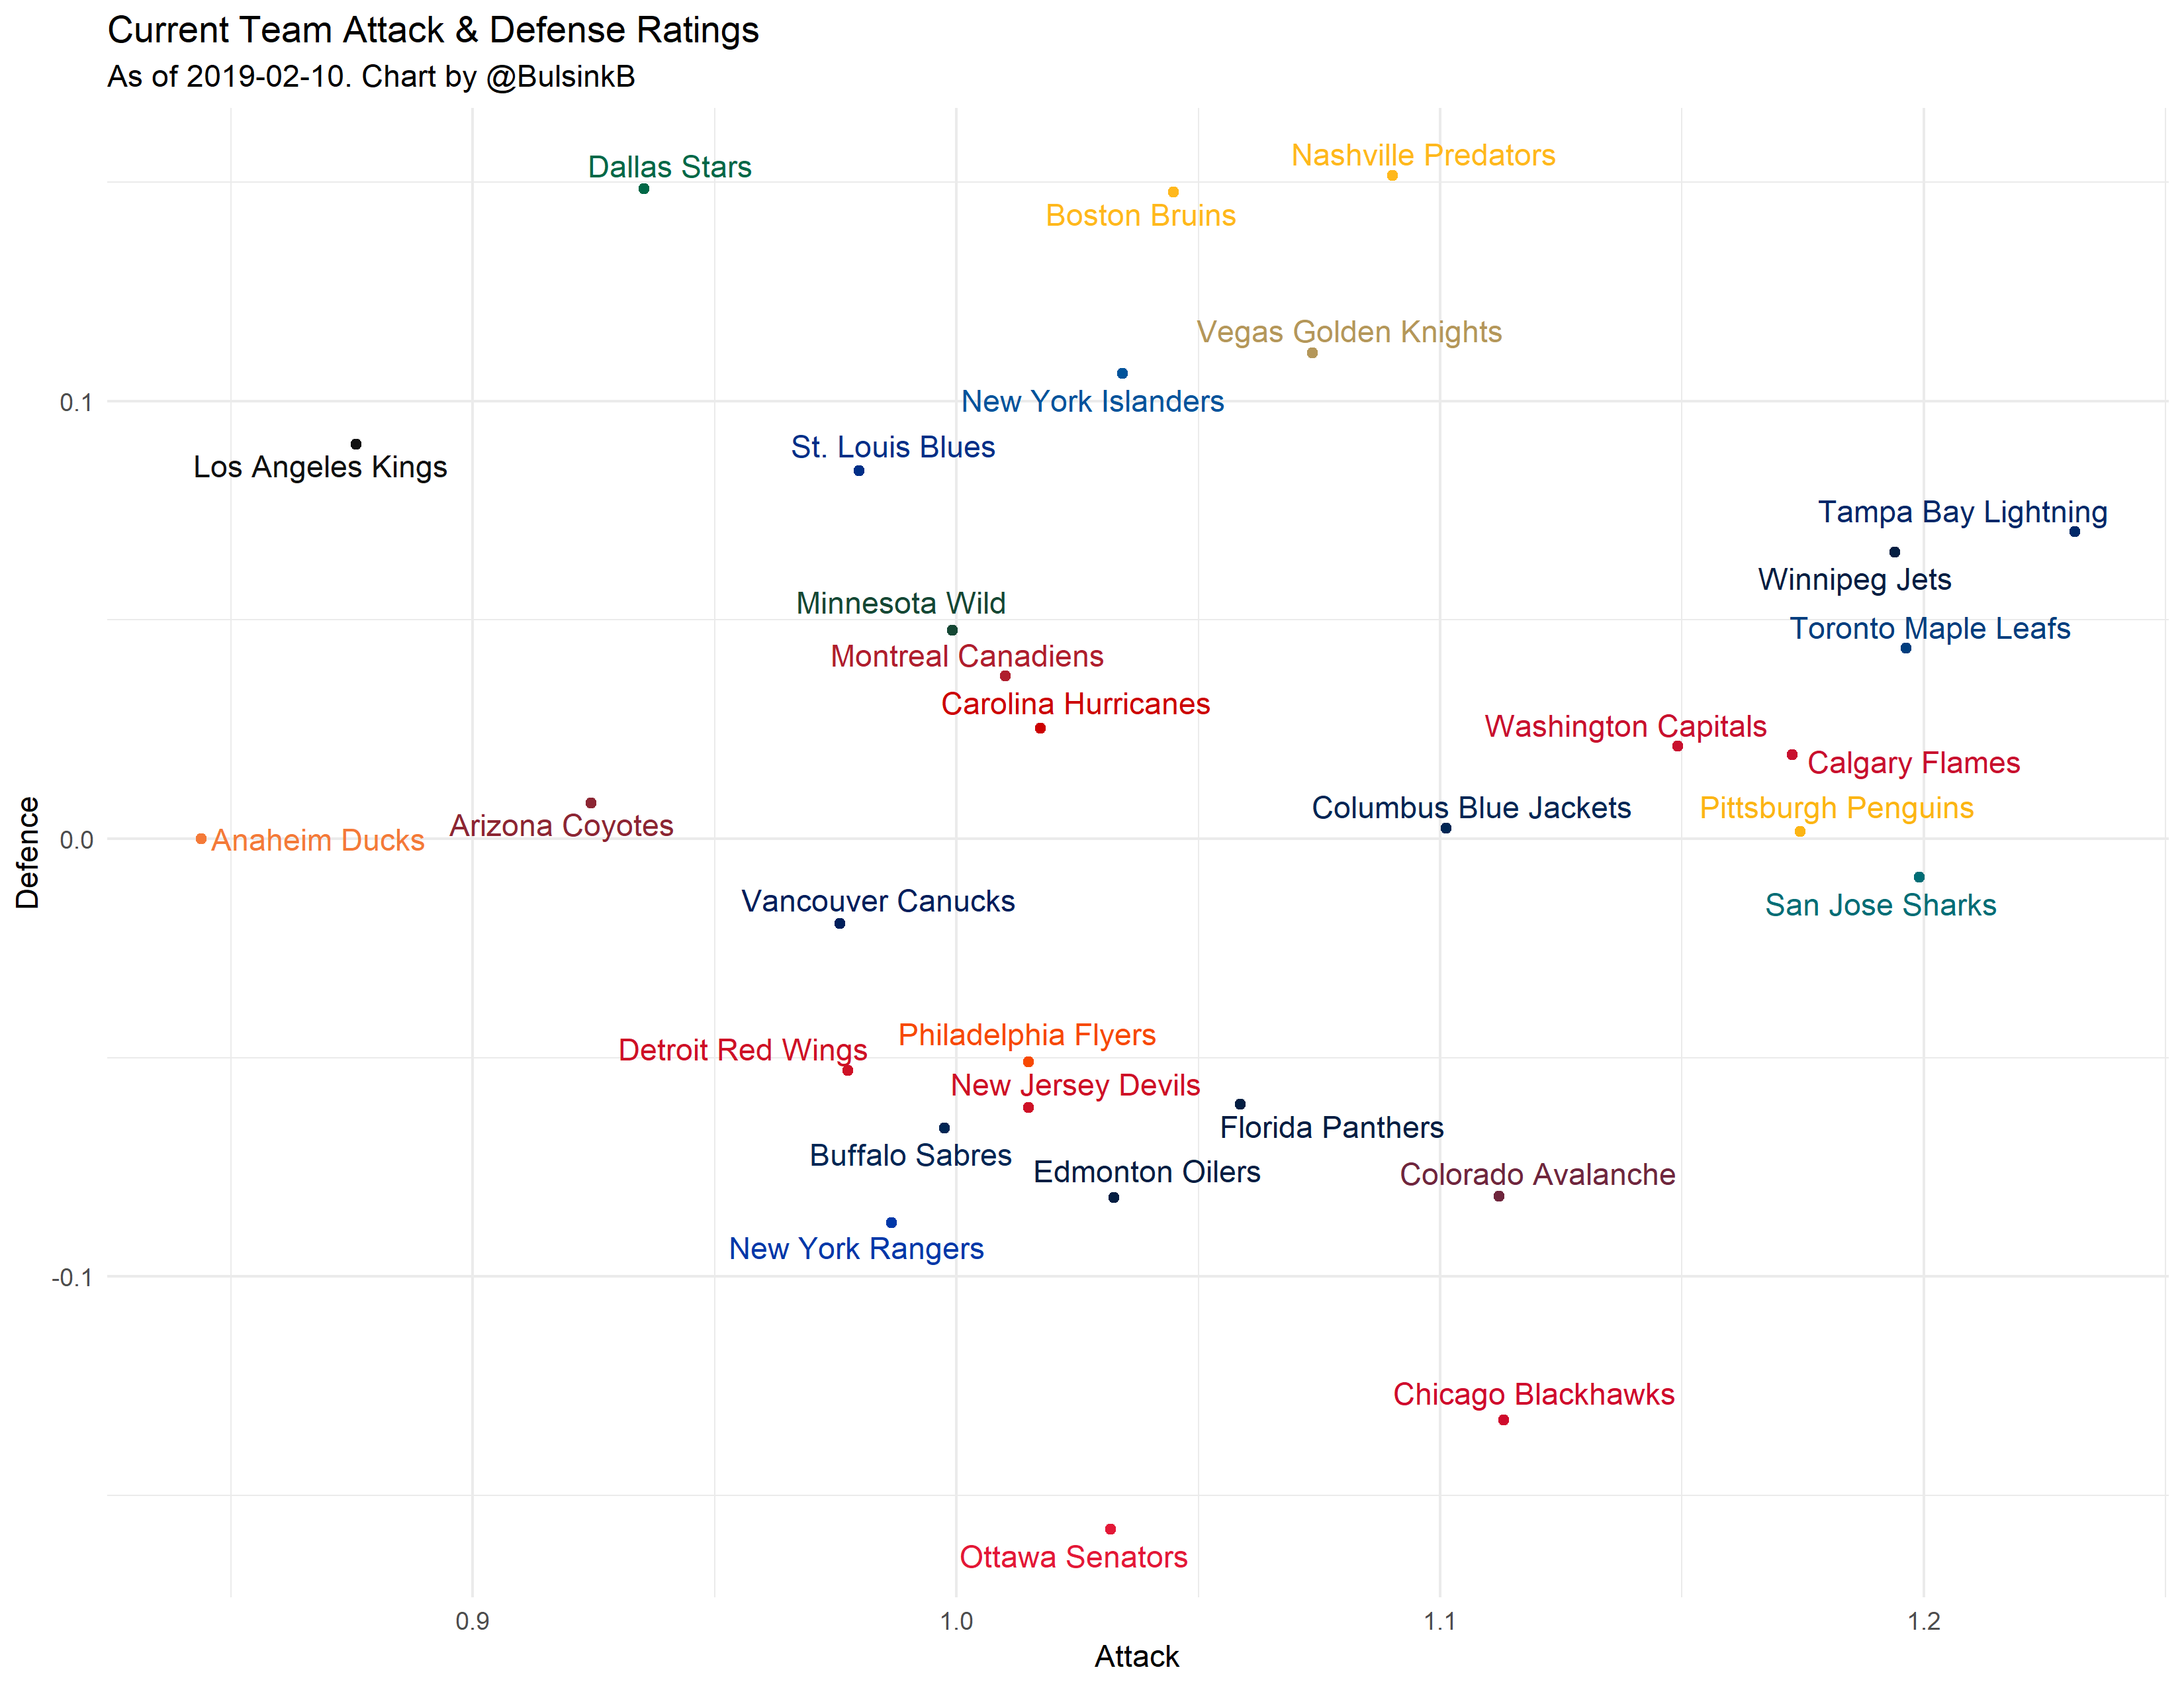 Current Team Attack & Defense Ratings
As of 2019-02-10. Chart by @BulsinkB
Nashville Predators
Dallas Stars
Boston Bruins
Vegas Golden Knights
0.1
New York Islanders
St. Louis Blues
Los Angeles Kings
Tampa Bay Lightning
Winnipeg Jets
Minnesota Wild
Toronto Maple Leafs
Montreal Canadiens
Carolina Hurricanes
Washington Capitals
Calgary Flames
Columbus Blue Jackets
Pittsburgh Penguins
Arizona Coyotes
0.0
Anaheim Ducks
Defence
Vancouver Canucks
San Jose Sharks
Philadelphia Flyers
Detroit Red Wings
New Jersey Devils
Florida Panthers
Buffalo Sabres
Edmonton Oilers
Colorado Avalanche
New York Rangers
-0.1
Chicago Blackhawks
Ottawa Senators
0.9
1.0
1.1
1.2
Attack